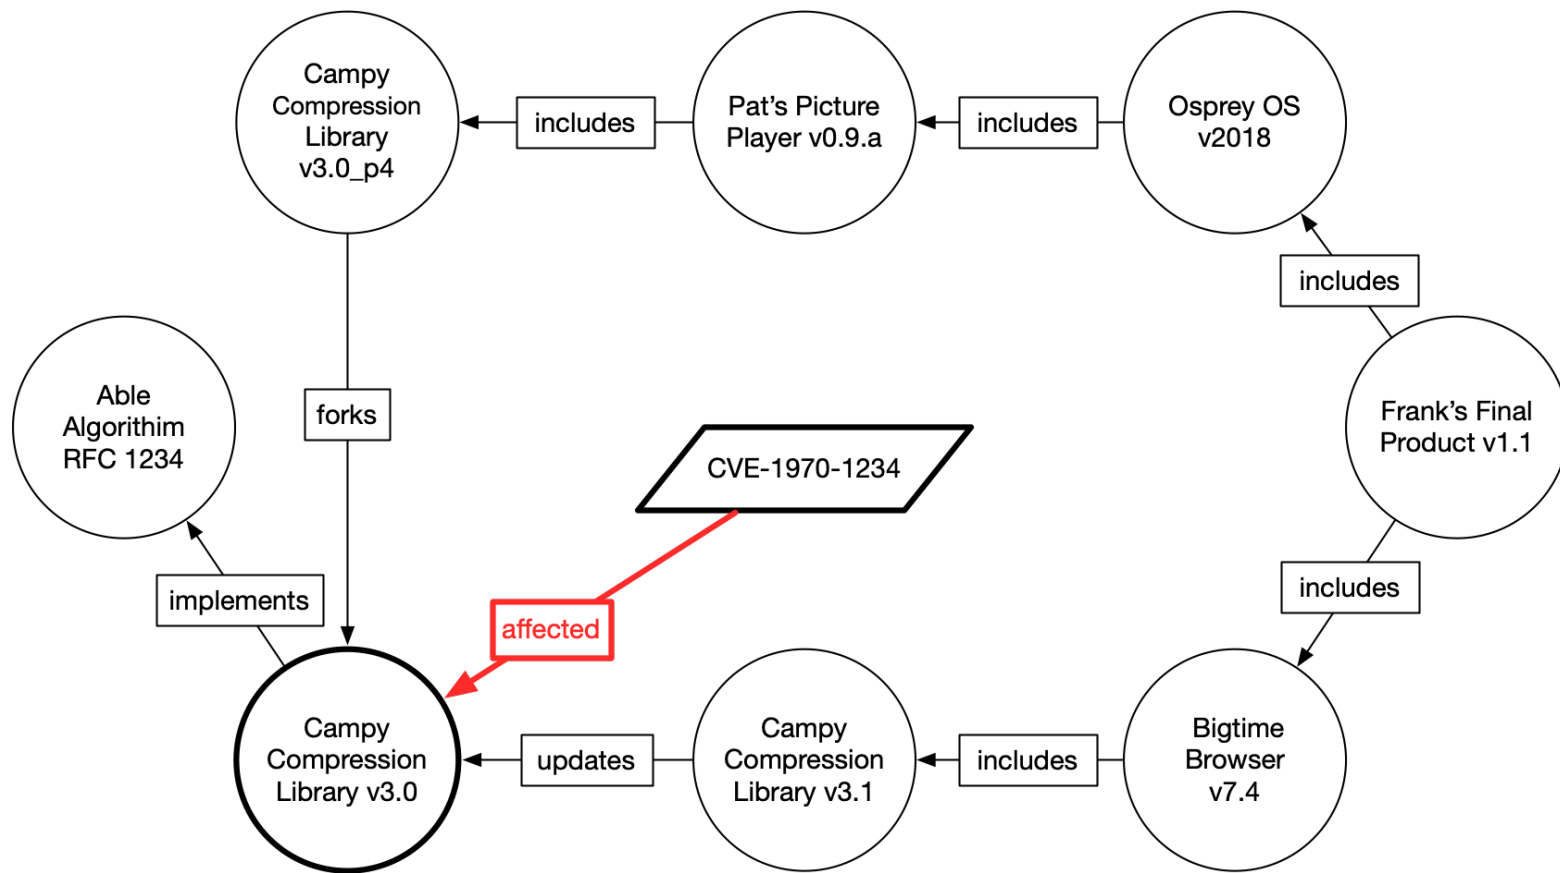 Campy
Compression
Library
v3.0_p4
includes
Pat's Picture
Player v0.9.a
includes
Osprey OS
v2018
includes
Able
Algorithim
RFC 1234
forks
CVE-1970-1234
Frank's Final
Product v1.1
implements
affected
includes
Campy
Compression
Library v3.0
updates
Campy
Compression
Library v3.1
includes
Bigtime
Browser
v7.4